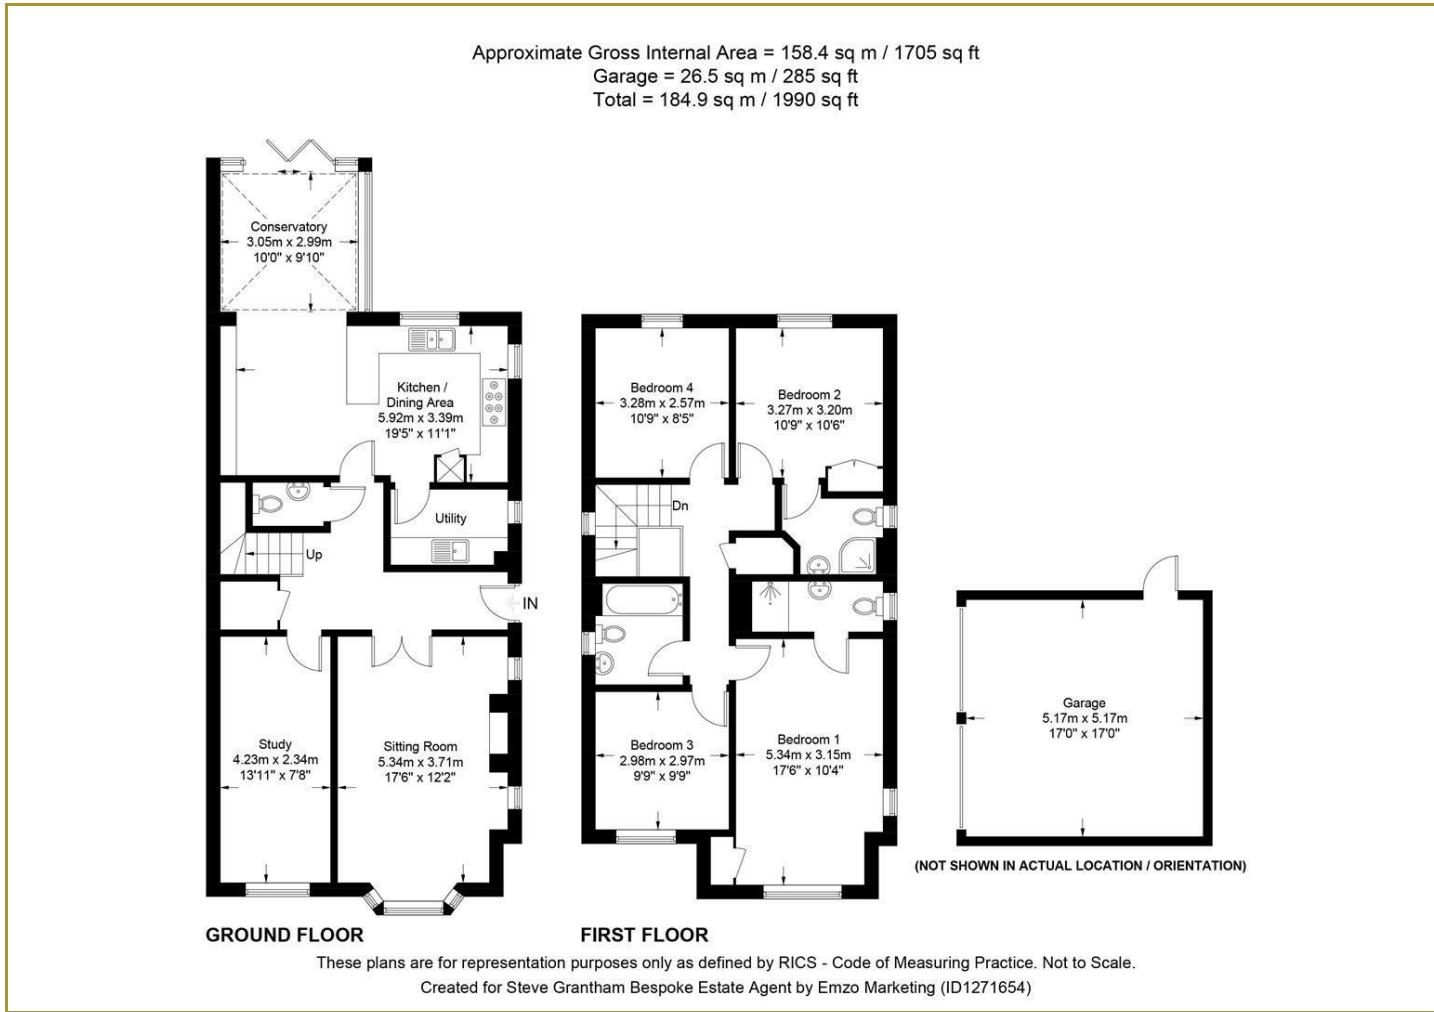 Approximate Gross Internal Area = 158.4 sq m / 1705 sq ft
Garage = 26.5 sq m / 285 sq ft
Total = 184.9 sq m / 1990 sq ft
Conservatory
3.05m x 2.99m
10'0" x 9'10"
Kitchen /
Dining Area
5.92m x 3.39m
19'5" x 11'1"
Utility
Up
IN
Study
4.23m x 2.34m
13'11" x 7'8"
Sitting Room
5.34m x 3.71m
17'6" x 12'2"
GROUND FLOOR
Bedroom 4
3.28m x 2.57m
10'9" x 8'5"
Bedroom 2
3.27m x 3.20m
10'9" x 10'6"
Dn
Bedroom 3
2.98m x 2.97m
9'9" x 9'9"
Bedroom 1
5.34m x 3.15m
17'6" x 10'4"
FIRST FLOOR
Garage
5.17m x 5.17m
17'0" x 17'0"
(NOT SHOWN IN ACTUAL LOCATION / ORIENTATION)
These plans are for representation purposes only as defined by RICS - Code of Measuring Practice. Not to Scale.
Created for Steve Grantham Bespoke Estate Agent by Emzo Marketing (ID1271654)